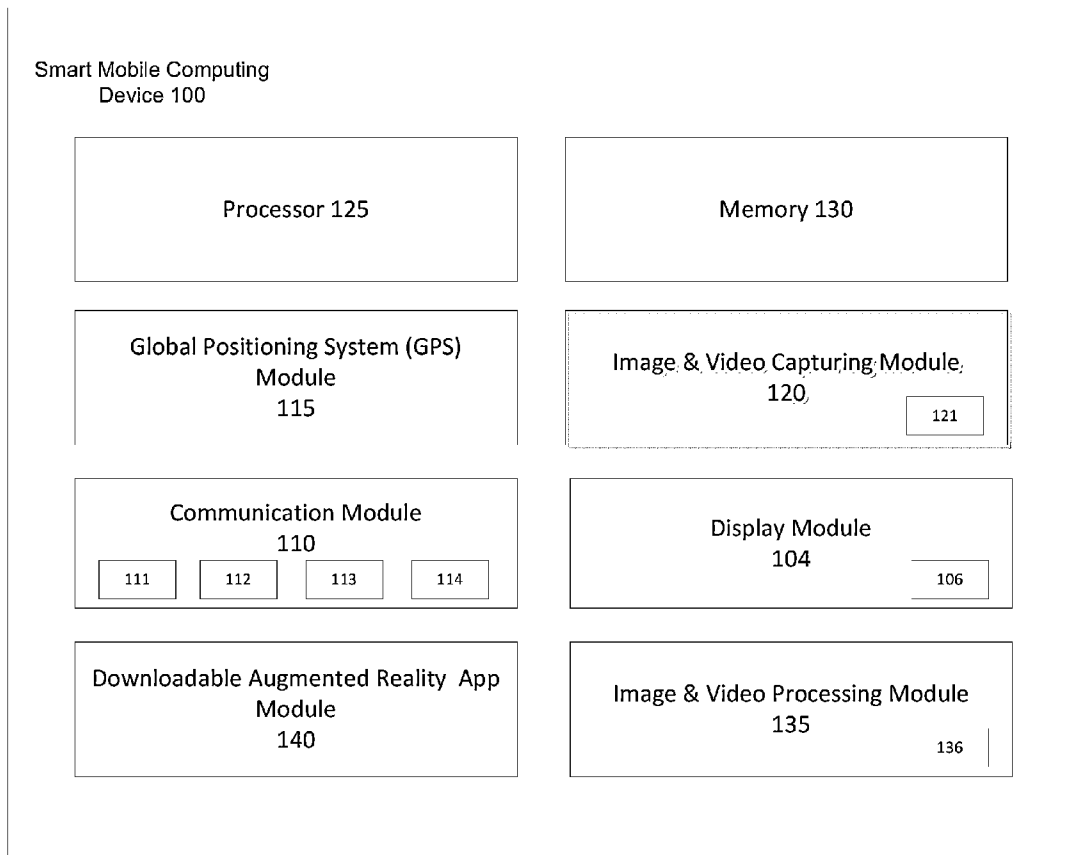 Smart Mobile Computing
Device 100
Processor 125
Memory 130
Global Positioning System (GPS)
Module
115
Image & Video Capturing Module
120
121
Communication Module
110
111
112
113
114
Display Module
104
106
Downloadable Augmented Reality App
Module
140
Image & Video Processing Module
135
136